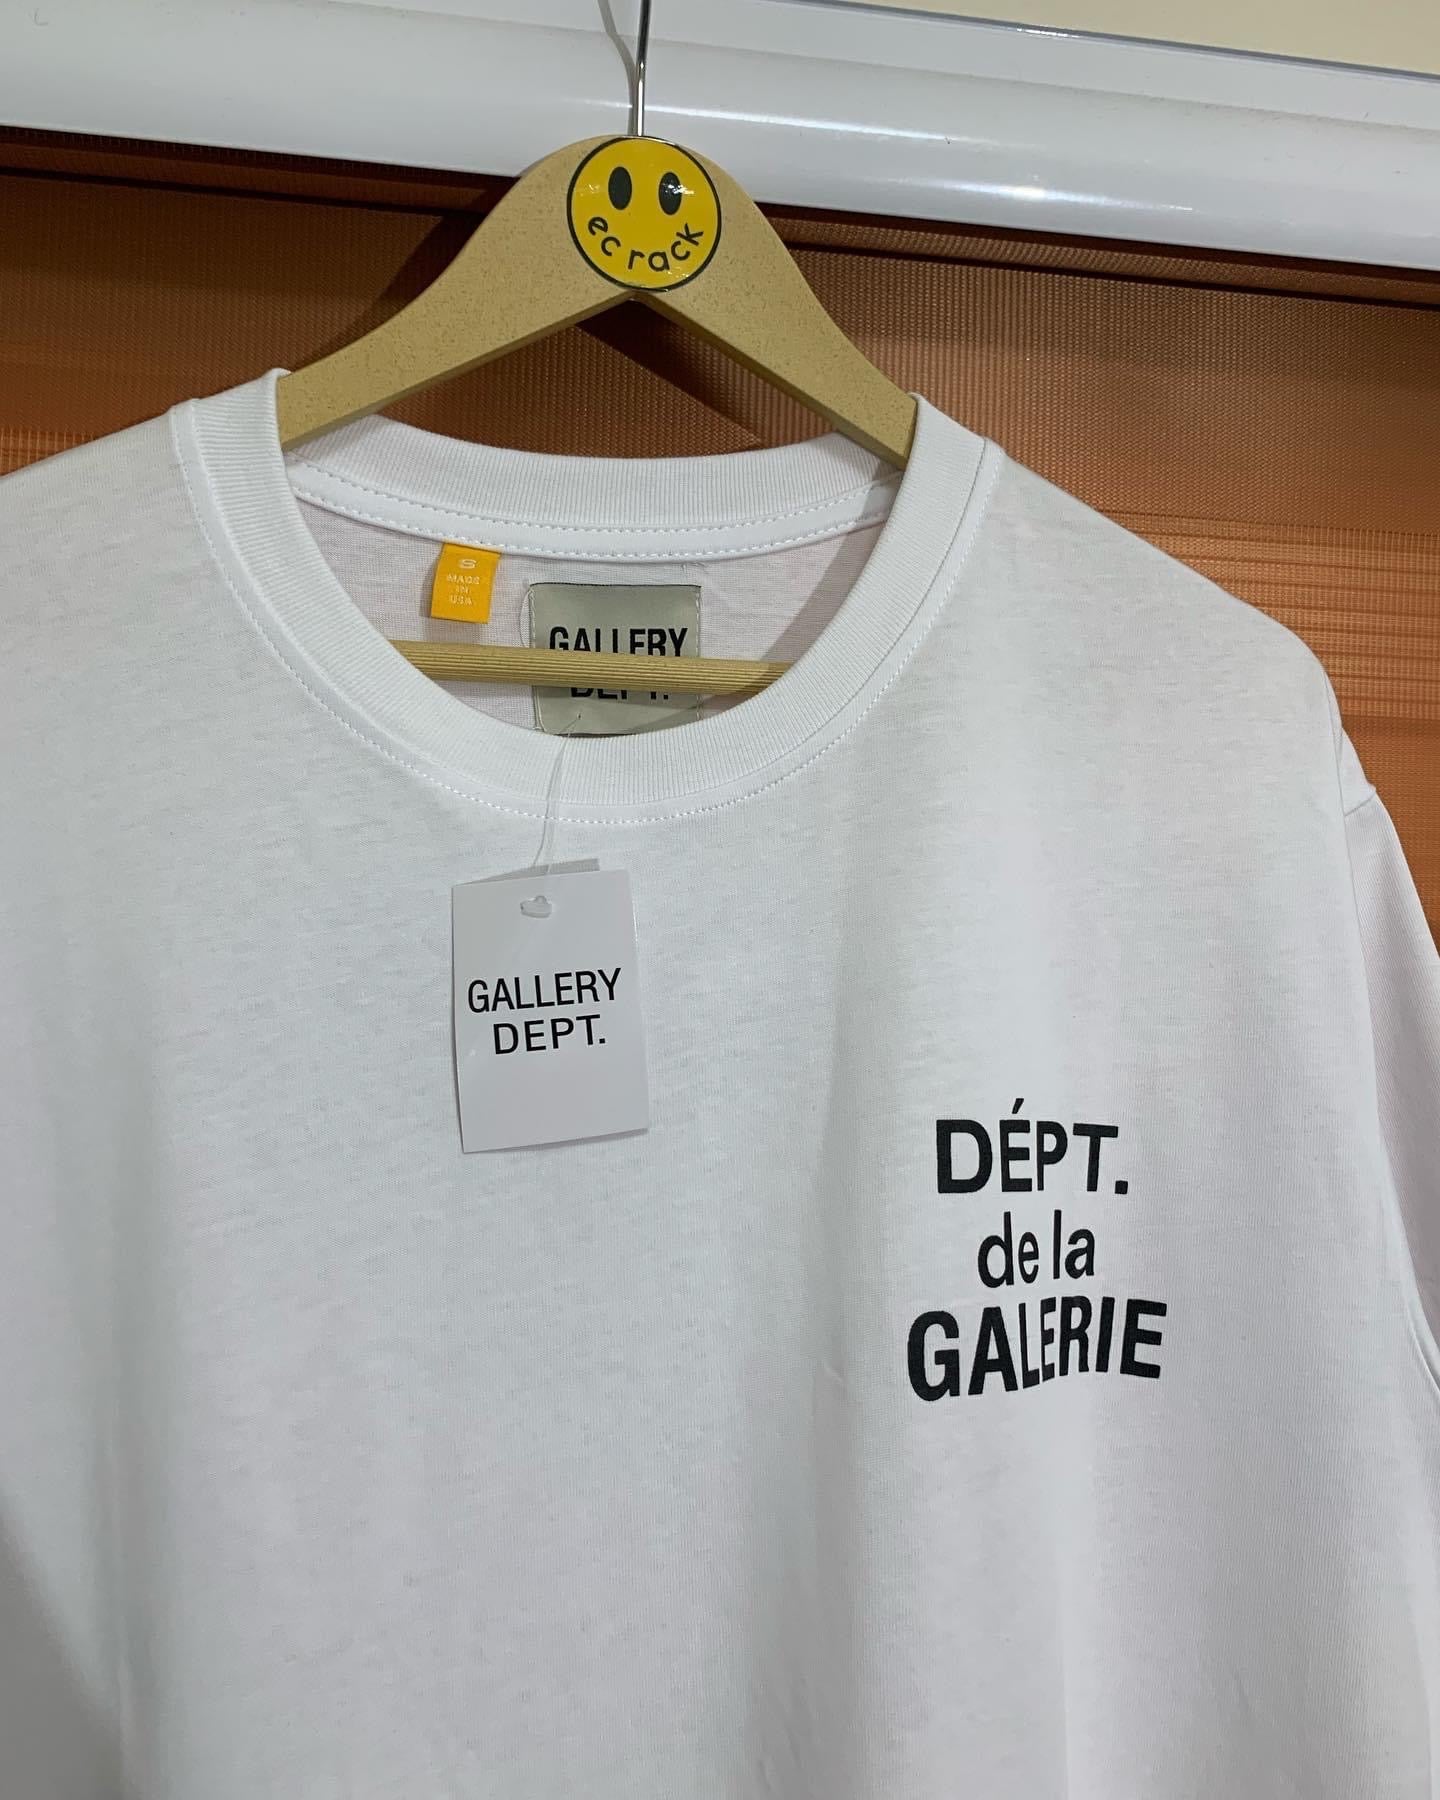 ec rack
S
MADE
IN
USA
GALLERY
DEPT.
GALLERY
DEPT.
DÉPT.
de la
GALERIE